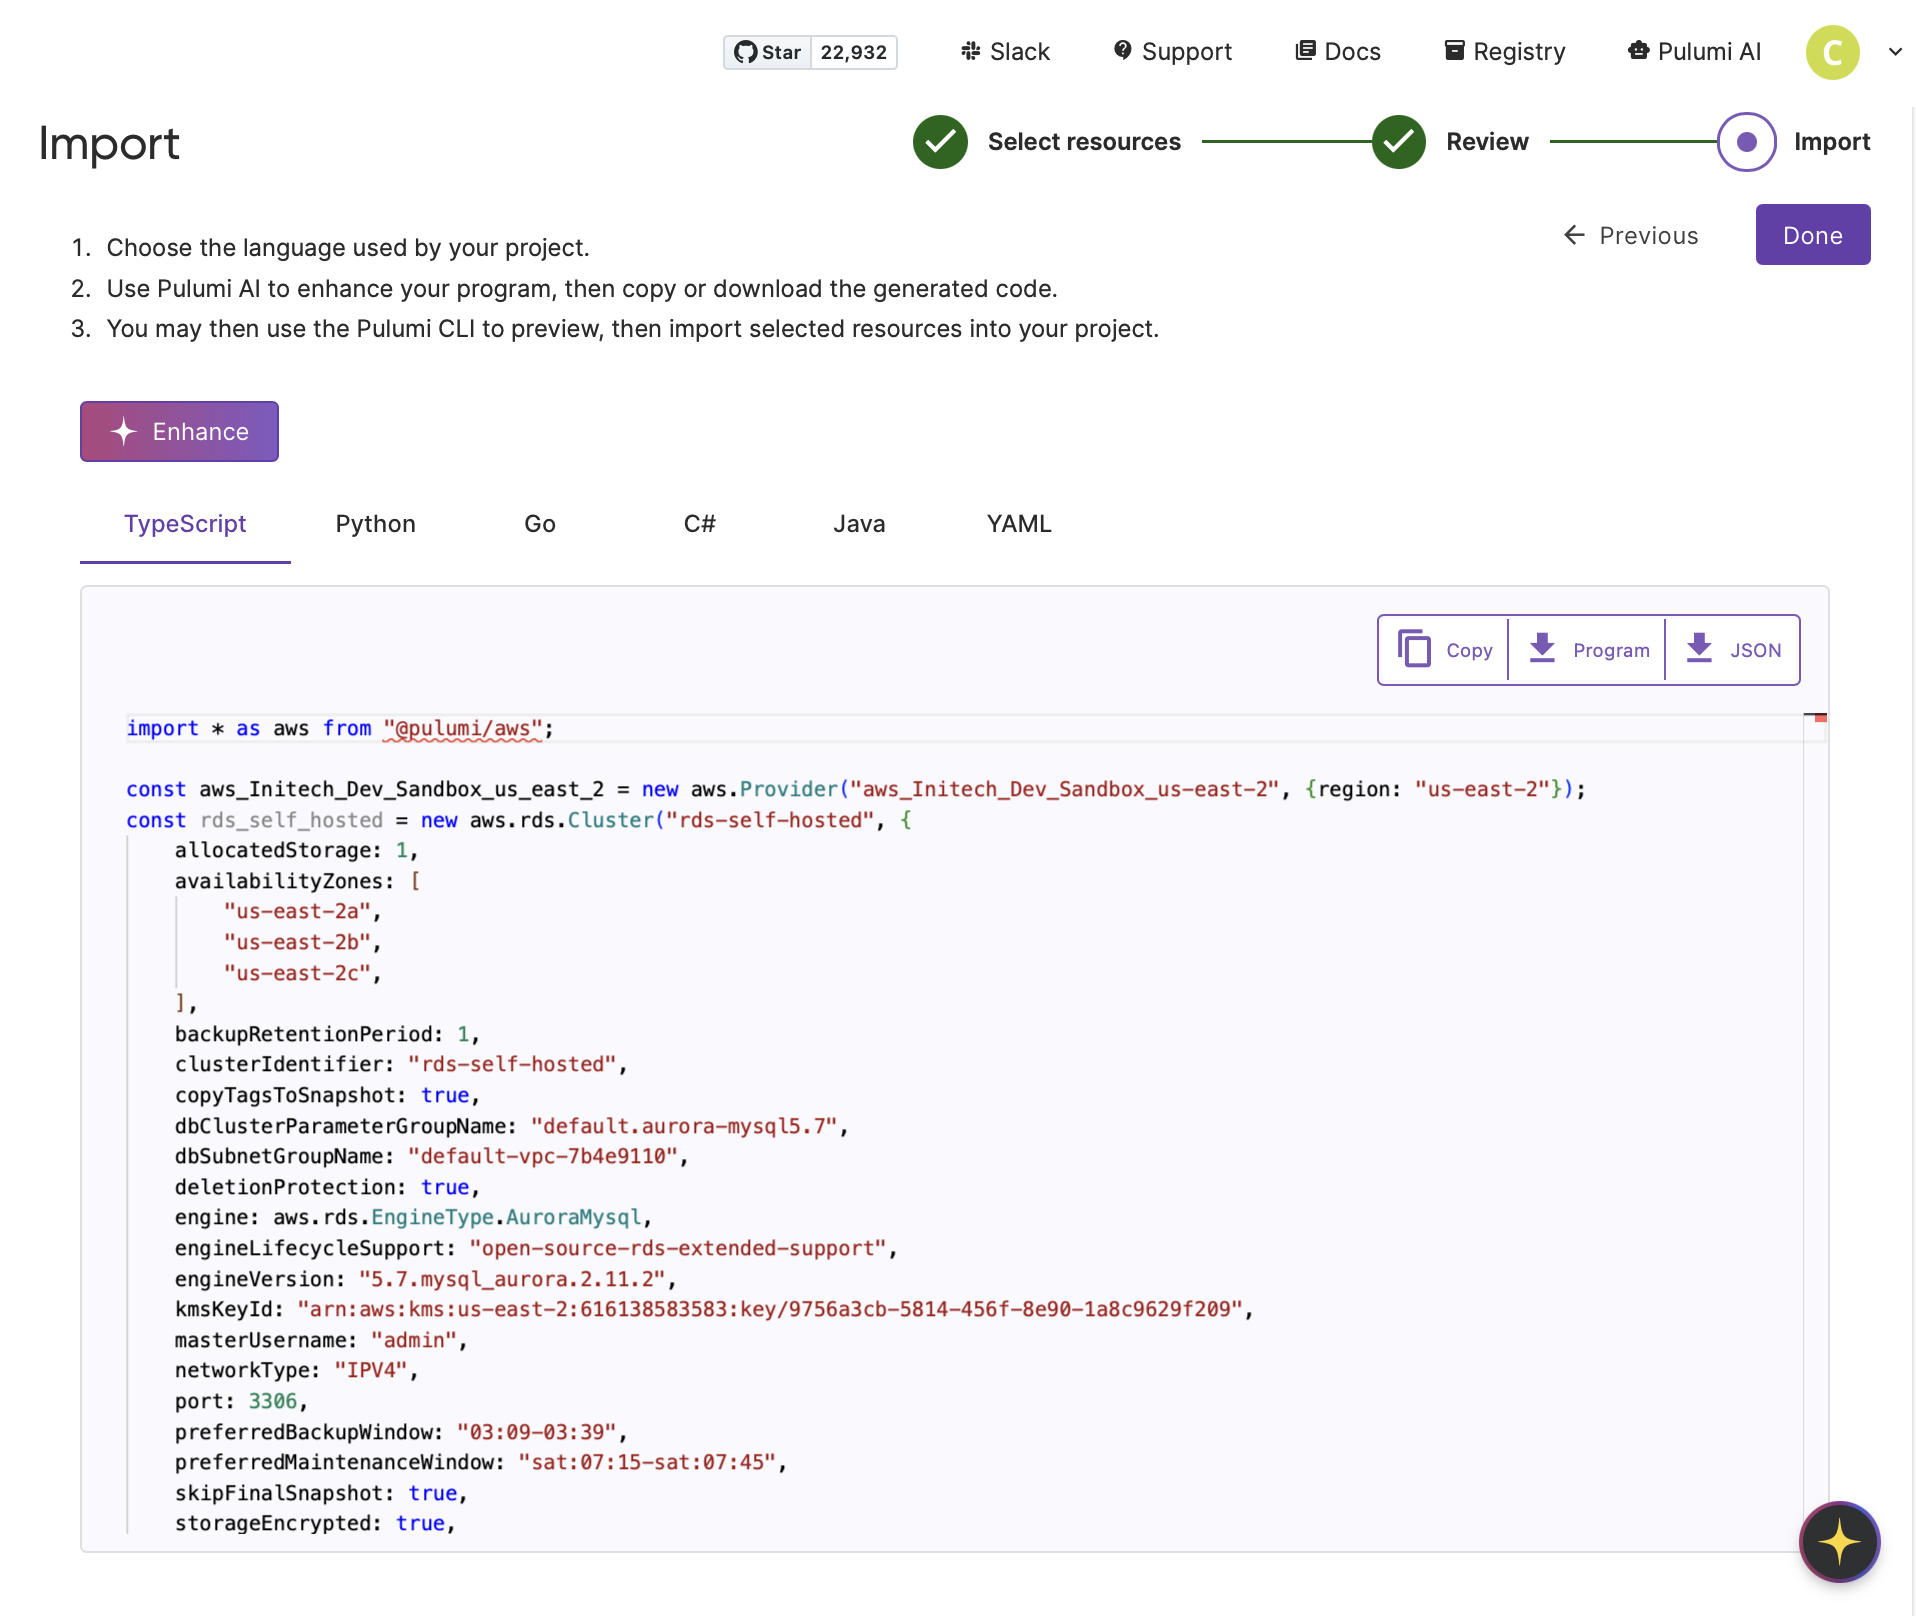 Star 22,932 Slack Support Docs Registry Pulumi AI C
Import
Select resources Review Import
Previous Done
1. Choose the language used by your project.
2. Use Pulumi AI to enhance your program, then copy or download the generated code.
3. You may then use the Pulumi CLI to preview, then import selected resources into your project.
Enhance
TypeScript Python Go C# Java YAML
Copy Program JSON
import * as aws from "@pulumi/aws";
const aws_Initech_Dev_Sandbox_us_east_2 = new aws.Provider("aws_Initech_Dev_Sandbox_us-east-2", {region: "us-east-2"});
const rds_self_hosted = new aws.rds.Cluster("rds-self-hosted", {
    allocatedStorage: 1,
    availabilityZones: [
        "us-east-2a",
        "us-east-2b",
        "us-east-2c",
    ],
    backupRetentionPeriod: 1,
    clusterIdentifier: "rds-self-hosted",
    copyTagsToSnapshot: true,
    dbClusterParameterGroupName: "default.aurora-mysql5.7",
    dbSubnetGroupName: "default-vpc-7b4e9110",
    deletionProtection: true,
    engine: aws.rds.EngineType.AuroraMysql,
    engineLifecycleSupport: "open-source-rds-extended-support",
    engineVersion: "5.7.mysql_aurora.2.11.2",
    kmsKeyId: "arn:aws:kms:us-east-2:616138583583:key/9756a3cb-5814-456f-8e90-1a8c9629f209",
    masterUsername: "admin",
    networkType: "IPV4",
    port: 3306,
    preferredBackupWindow: "03:09-03:39",
    preferredMaintenanceWindow: "sat:07:15-sat:07:45",
    skipFinalSnapshot: true,
    storageEncrypted: true,